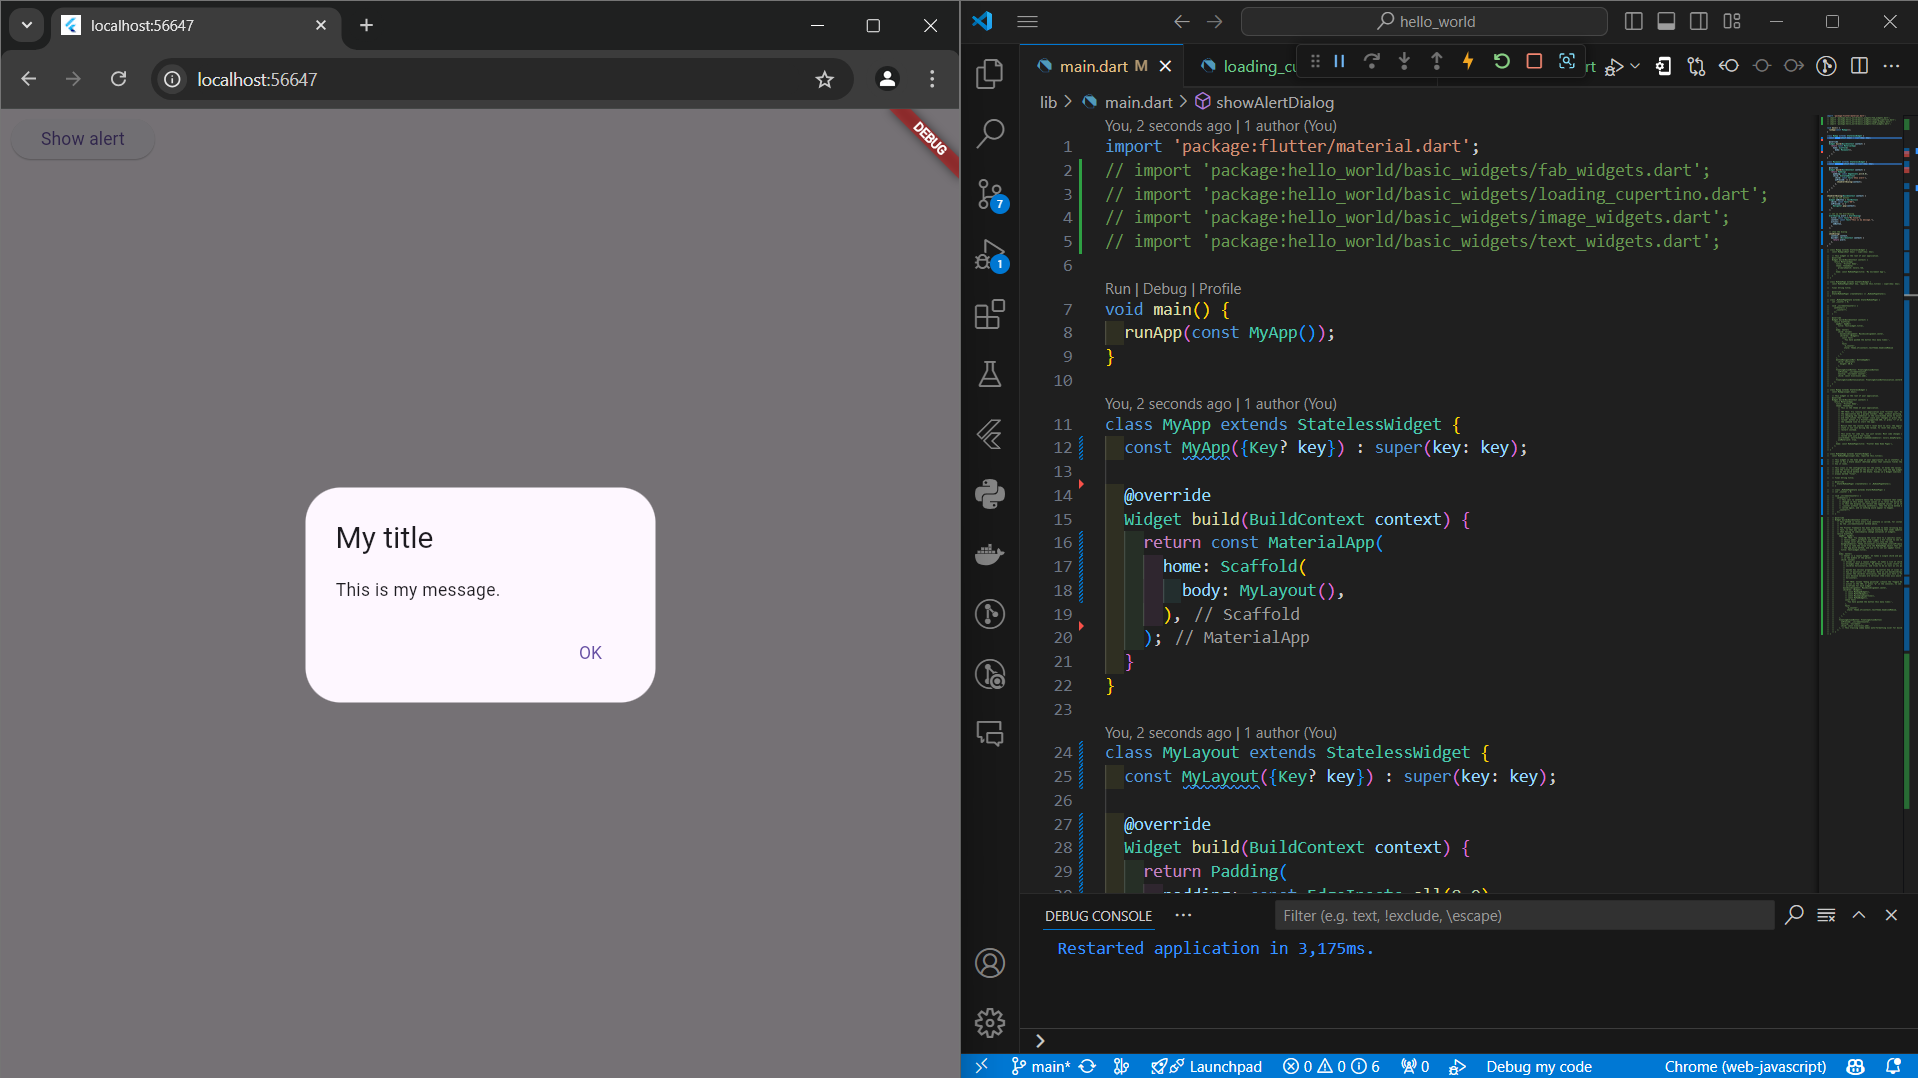 localhost:56647
localhost:56647
Show alert
DEBUG
My title
This is my message.
OK
hello_world
main.dart M
loading_cu
rt
lib > main.dart > showAlertDialog
You, 2 seconds ago | 1 author (You)
1 import 'package:flutter/material.dart';
2 // import 'package:hello_world/basic_widgets/fab_widgets.dart';
3 // import 'package:hello_world/basic_widgets/loading_cupertino.dart';
4 // import 'package:hello_world/basic_widgets/image_widgets.dart';
5 // import 'package:hello_world/basic_widgets/text_widgets.dart';
6
Run | Debug | Profile
7 void main() {
8 runApp(const MyApp());
9 }
10
You, 2 seconds ago | 1 author (You)
11 class MyApp extends StatelessWidget {
12 const MyApp({Key? key}) : super(key: key);
13
14 @override
15 Widget build(BuildContext context) {
16 return const MaterialApp(
17 home: Scaffold(
18 body: MyLayout(),
19 ), // Scaffold
20 ); // MaterialApp
21 }
22 }
23
You, 2 seconds ago | 1 author (You)
24 class MyLayout extends StatelessWidget {
25 const MyLayout({Key? key}) : super(key: key);
26
27 @override
28 Widget build(BuildContext context) {
29 return Padding(
30 padding: const EdgeInsets.all(8.0),
7
1
DEBUG CONSOLE
Filter (e.g. text, !exclude, \escape)
Restarted application in 3,175ms.
>
main*
Launchpad
0 0 6
0
Debug my code
Chrome (web-javascript)